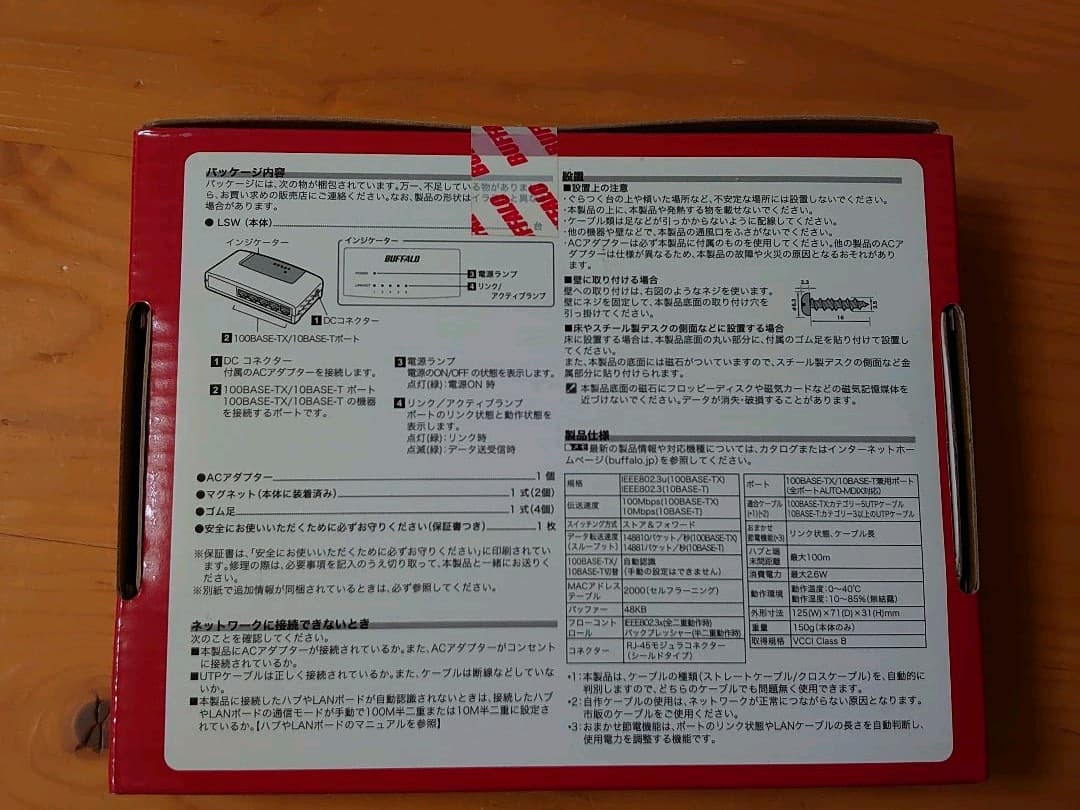 パッケージ内容
パッケージには、次の物が梱包されています。万一、不足している物がありま
ら、お買い求めの販売店にご連絡ください。なお、製品の形状はイラ と異な
場合があります。
●LSW（本体） 台
インジケーター
インジケーター
BUFFALO
POWER
LINK/ACT
3 電源ランプ
4 リンク/
アクティブランプ
1 DCコネクター
2 100BASE-TX/10BASE-Tポート
1 DC コネクター
付属のACアダプターを接続します。
2 100BASE-TX/10BASE-T ポート
100BASE-TX/10BASE-T の機器
を接続するポートです。
3 電源ランプ
電源のON/OFF の状態を表示します。
点灯(緑):電源ON 時
4 リンク/アクティブランプ
ポートのリンク状態と動作状態を
表示します。
点灯(緑):リンク時
点滅(緑):データ送受信時
●ACアダプター 1 個
●マグネット(本体に装着済み) 1 式(2個)
●ゴム足 1 式(4個)
●安全にお使いいただくために必ずお守りください(保証書つき) 1 枚
※保証書は、「安全にお使いいただくために必ずお守りください」に印刷されてい
ます。修理の際は、必要事項を記入のうえ切り取って、本製品と一緒にお送りく
ださい。
※別紙で追加情報が同梱されているときは、必ず参照してください。
ネットワークに接続できないとき
次のことを確認してください。
■本製品にACアダプターが接続されているか。また、ACアダプターがコンセント
に接続されているか。
■UTPケーブルは正しく接続されているか。また、ケーブルは断線などしていな
いか。
■本製品に接続したハブやLANボードが自動認識されないときは、接続したハブ
やLANボードの通信モードが手動で100M半二重または10M半二重に設定さ
れているか。【ハブやLANボードのマニュアルを参照】
BUFFALO
BUFF
FFALO
設置
■設置上の注意
・ぐらつく台の上や傾いた場所など、不安定な場所には設置しないでください。
・本製品の上に、本製品や発熱する物を載せないでください。
・ケーブル類は足などが引っかからないように配線してください。
・他の機器や壁などで、本製品の通風口をふさがないでください。
・ACアダプターは必ず本製品に付属のものを使用してください。他の製品のACア
ダプターは仕様が異なるため、本製品の故障や火災の原因となるおそれがあり
ます。
■壁に取り付ける場合
壁への取り付けは、右図のようなネジを使います。
壁にネジを固定して、本製品底面の取り付け穴を
引っ掛けてください。
16
■床やスチール製デスクの側面などに設置する場合
床に設置する場合は、本製品底面の丸い部分に、付属のゴム足を貼り付けて設置し
てください。
また、本製品の底面には磁石がついていますので、スチール製デスクの側面など金
属部分に貼り付けられます。
本製品底面の磁石にフロッピーディスクや磁気カードなどの磁気記憶媒体を
近づけないでください。データが消失・破損することがあります。
製品仕様
メモ 最新の製品情報や対応機種については、カタログまたはインターネットホー
ムページ(buffalo.jp)を参照してください。
規格 IEEE802.3u(100BASE-TX)
IEEE802.3(10BASE-T)
伝送速度 100Mbps(100BASE-TX)
10Mbps(10BASE-T)
スイッチング方式 ストア&フォワード
データ転送速度(スループット) 148810パケット/秒(100BASE-TX)
14881パケット/秒(10BASE-T)
100BASE-TX/10BASE-T切替 自動認識
(手動の設定はできません)
MACアドレステーブル 2000(セルフラーニング)
バッファー 48KB
フローコントロール IEEE802.3x(全二重動作時)
バックプレッシャー(半二重動作時)
コネクター RJ-45モジュラコネクター
(シールドタイプ)
ポート 100BASE-TX/10BASE-T兼用ポート
(全ポートAUTO-MDIX対応)
適合ケーブル(*1)(*2) 100BASE-TX:カテゴリー5UTPケーブル
10BASE-T:カテゴリー3以上のUTPケーブル
おまかせ節電機能(*3) リンク状態、ケーブル長
ハブと端末間距離 最大100m
消費電力 最大2.6W
動作環境 動作温度:0～40℃
動作湿度:10～85%(無結露)
外形寸法 125(W)×71(D)×31(H)mm
重量 150g(本体のみ)
取得規格 VCCI Class B
*1:本製品は、ケーブルの種類(ストレートケーブル/クロスケーブル)を、自動的に
判別しますので、どちらのケーブルでも問題無く使用できます。
*2:自作ケーブルの使用は、ネットワークが正常につながらない原因となります。
市販のケーブルをご使用ください。
*3:おまかせ節電機能は、ポートのリンク状態やLANケーブルの長さを自動判断し、
使用電力を調整する機能です。